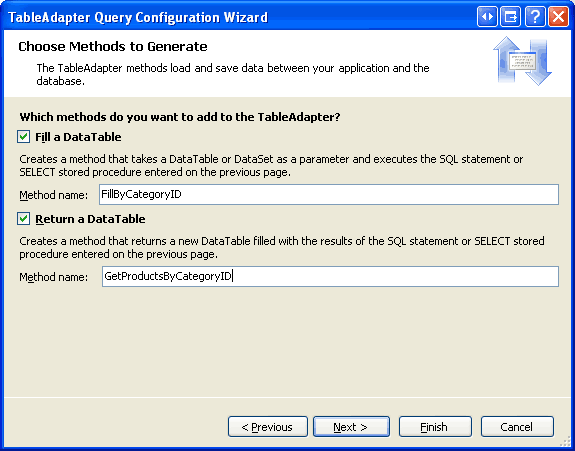 TableAdapter Query Configuration Wizard
Choose Methods to Generate
The TableAdapter methods load and save data between your application and the
database.
Which methods do you want to add to the TableAdapter?
Fill a DataTable
Creates a method that takes a DataTable or DataSet as a parameter and executes the SQL statement or
SELECT stored procedure entered on the previous page.
Method name: FillByCategoryID
Return a DataTable
Creates a method that returns a new DataTable filled with the results of the SQL statement or SELECT stored
procedure entered on the previous page.
Method name: GetProductsByCategoryID
< Previous Next > Finish Cancel